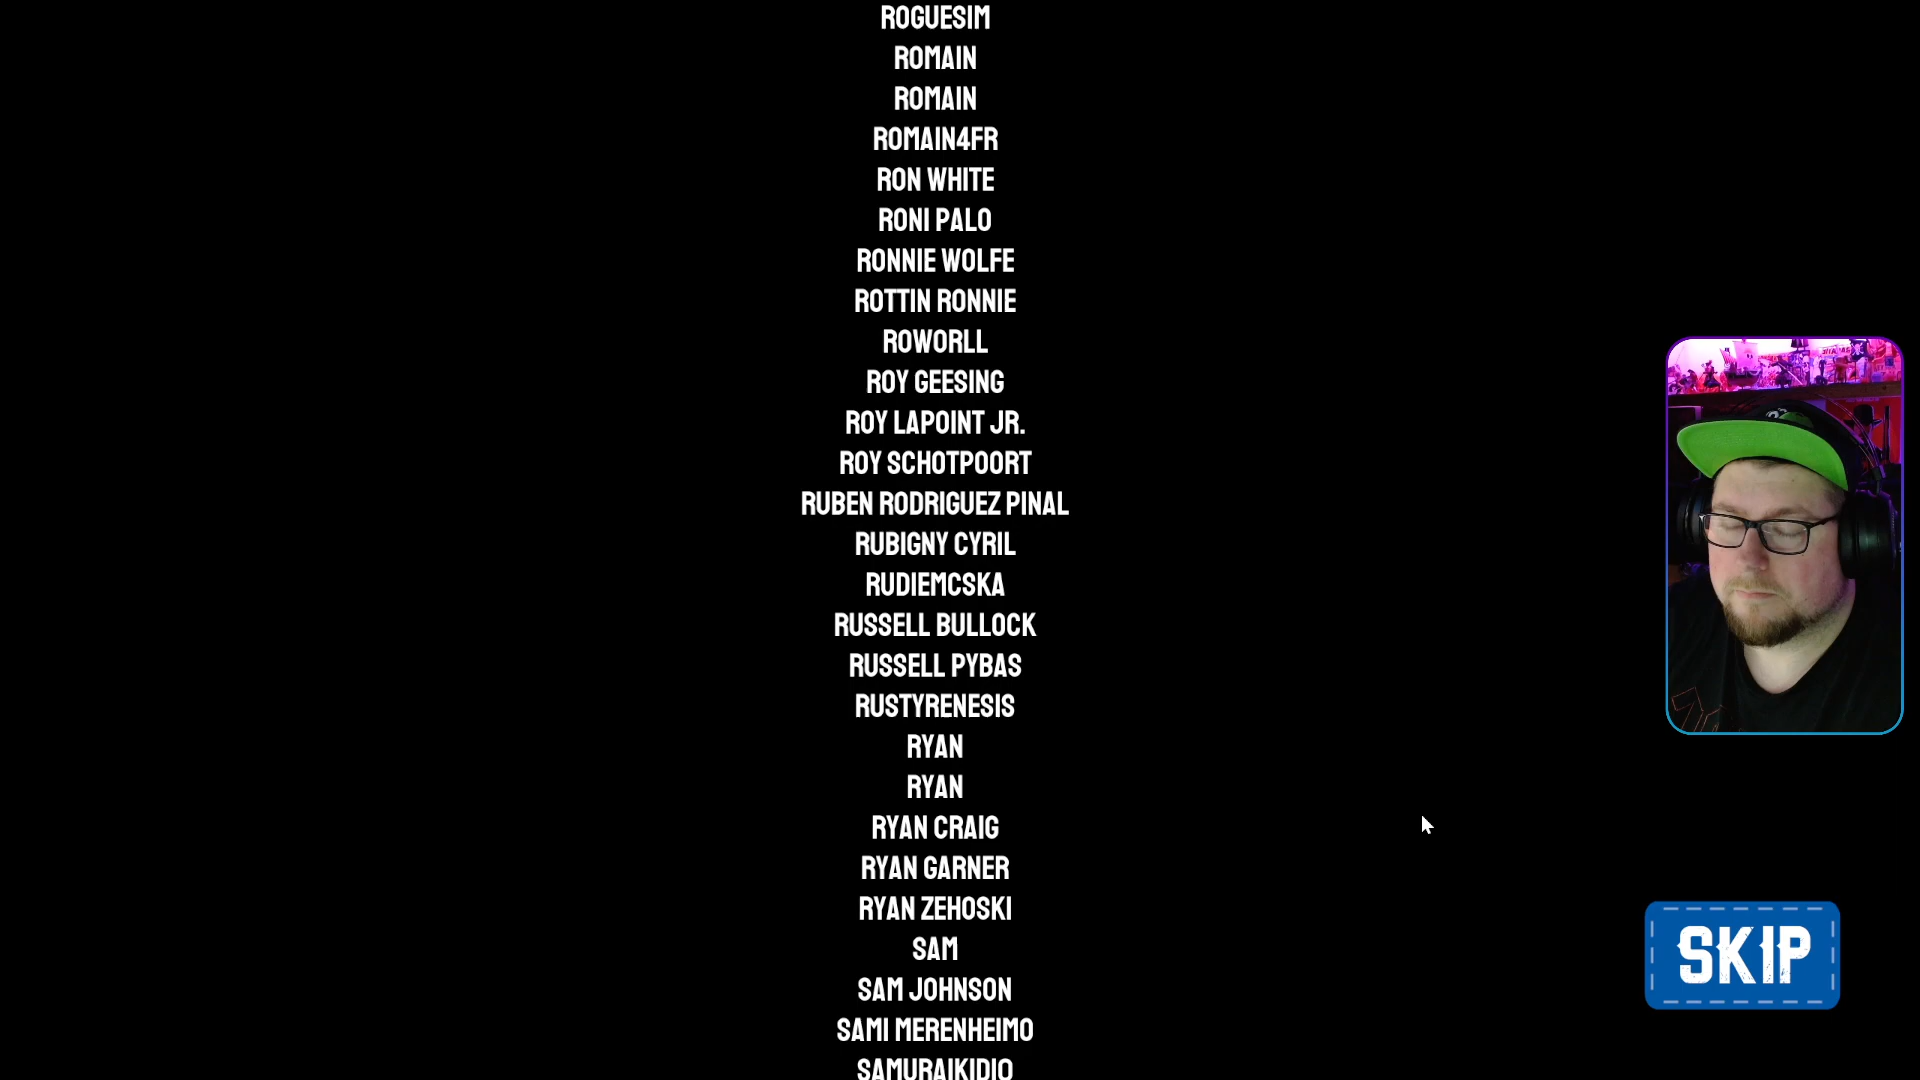 ROGUESIM
ROMAIN
ROMAIN
ROMAIN4FR
RON WHITE
RONI PALO
RONNIE WOLFE
ROTTIN RONNIE
ROWORLL
ROY GEESING
ROY LAPOINT JR.
ROY SCHOTPOORT
RUBEN RODRIGUEZ PINAL
RUBIGNY CYRIL
RUDIEMCSKA
RUSSELL BULLOCK
RUSSELL PYBAS
RUSTYRENESIS
RYAN
RYAN
RYAN CRAIG
RYAN GARNER
RYAN ZEHOSKI
SAM
SAM JOHNSON
SAMI MERENHEIMO
SAMURAIKIDIO
SKIP